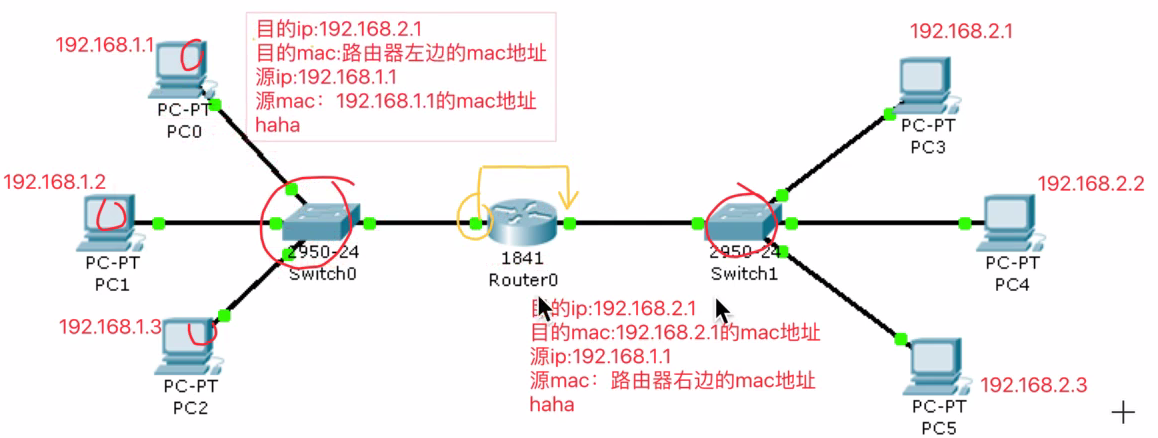 192.168.1.1
目的ip:192.168.2.1
目的mac:路由器左边的mac地址
源ip:192.168.1.1
源mac：192.168.1.1的mac地址
haha
192.168.2.1
PC-PT
PC0
PC-PT
PC3
192.168.1.2
192.168.2.2
PC-PT
PC1
2950-24
Switch0
1841
Router0
2950-24
Switch1
PC-PT
PC4
目的ip:192.168.2.1
目的mac:192.168.2.1的mac地址
源ip:192.168.1.1
源mac：路由器右边的mac地址
haha
192.168.1.3
PC-PT
PC2
192.168.2.3
PC-PT
PC5